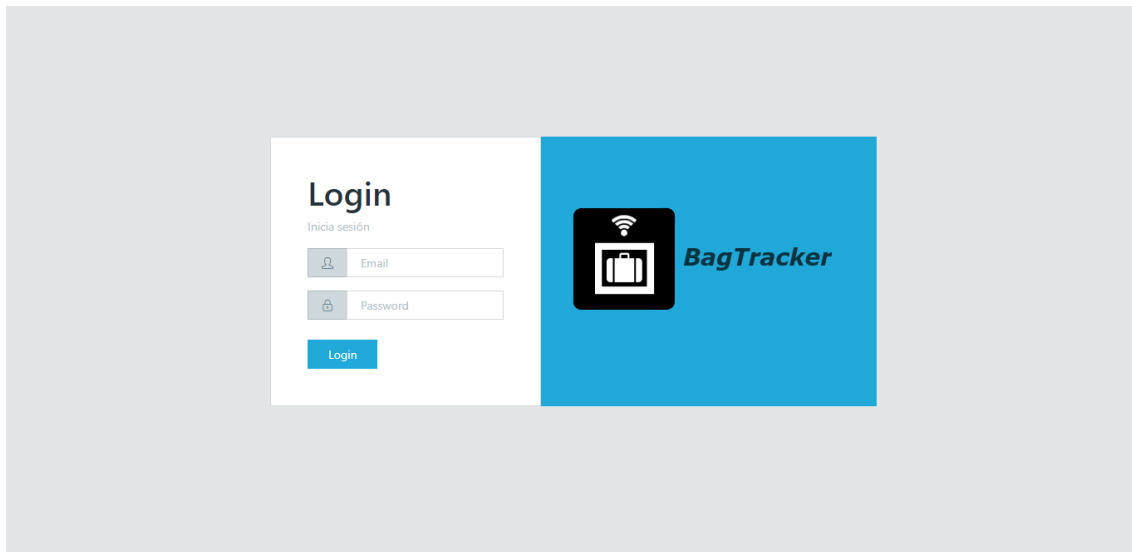 Login
Inicia sesión
Email
Password
Login
BagTracker